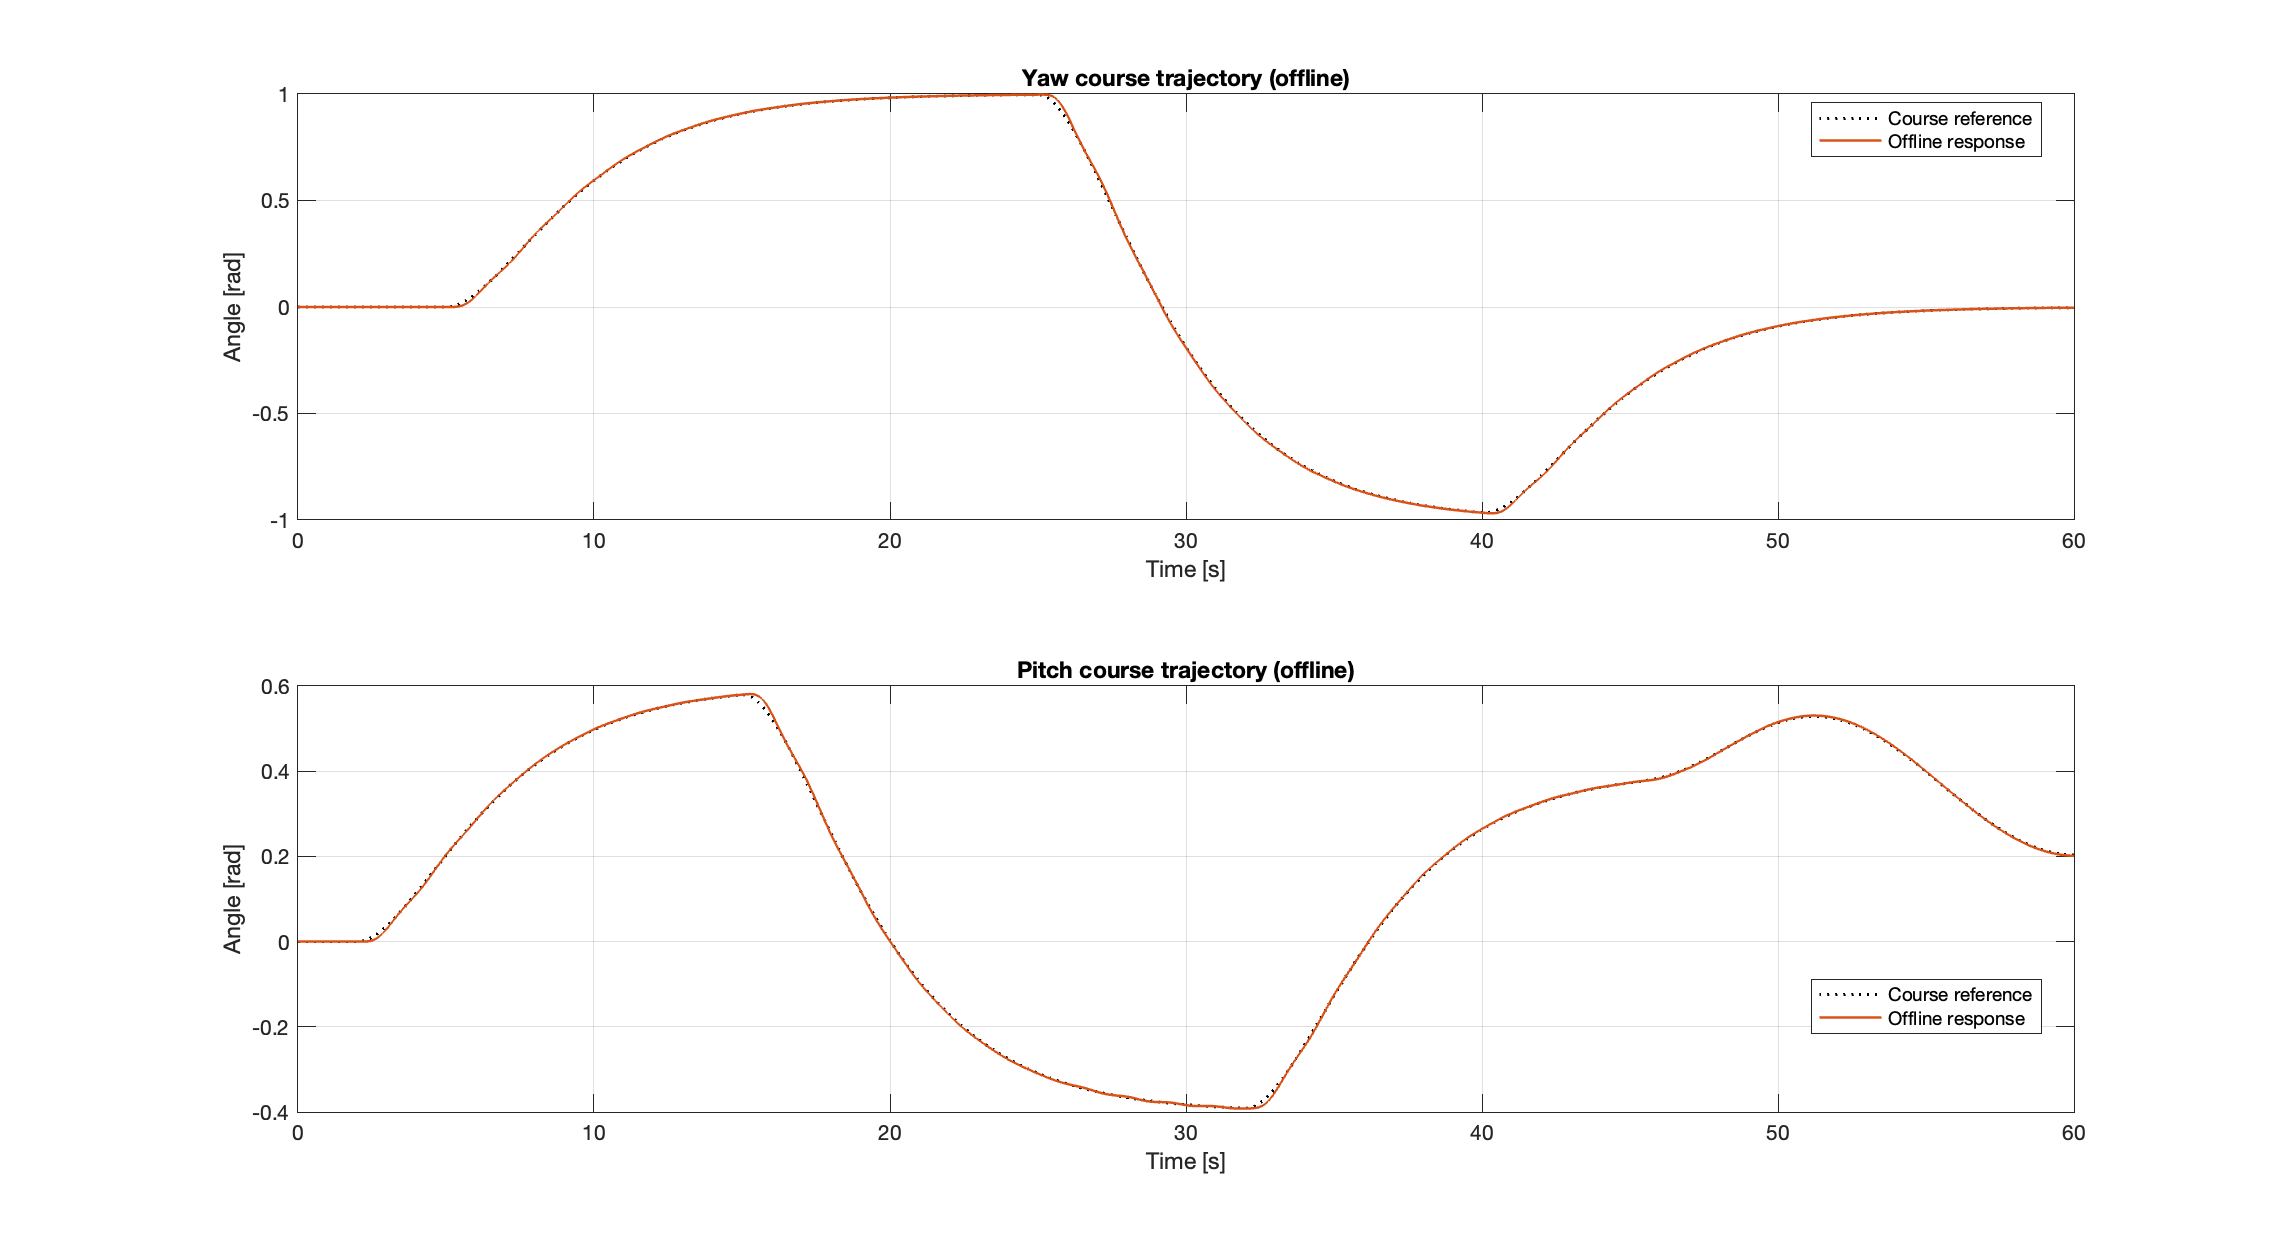 Yaw course trajectory (offline)
1
0.5
0
-0.5
-1
Angle [rad]
Course reference
Offline response
0 10 20 30 40 50 60
Time [s]
Pitch course trajectory (offline)
0.6
0.4
0.2
0
-0.2
-0.4
Angle [rad]
Course reference
Offline response
0 10 20 30 40 50 60
Time [s]